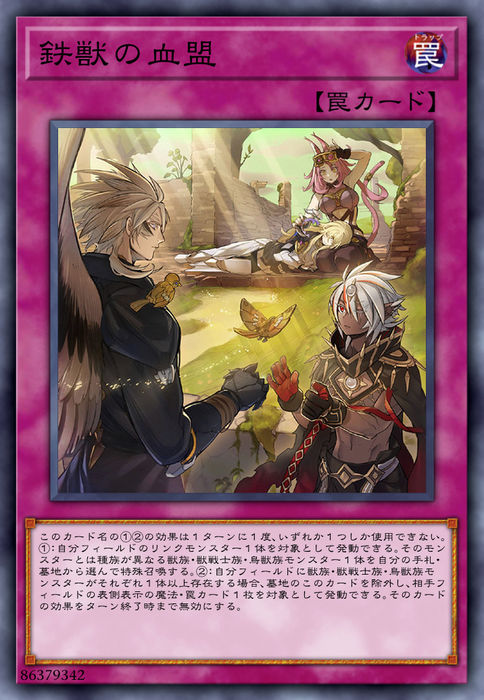 鉄獣の血盟
トラップ
罠
【罠カード】
このカード名の①②の効果は１ターンに１度、いずれか１つしか使用できない。
①：自分フィールドのリンクモンスター１体を対象として発動できる。そのモン
スターとは種族が異なる獣族・獣戦士族・鳥獣族モンスター１体を自分の手札・
墓地から選んで特殊召喚する。②：自分フィールドに獣族・獣戦士族・鳥獣族モ
ンスターがそれぞれ１体以上存在する場合、墓地のこのカードを除外し、相手フ
ィールドの表側表示の魔法・罠カード１枚を対象として発動できる。そのカード
の効果をターン終了時まで無効にする。
86379342